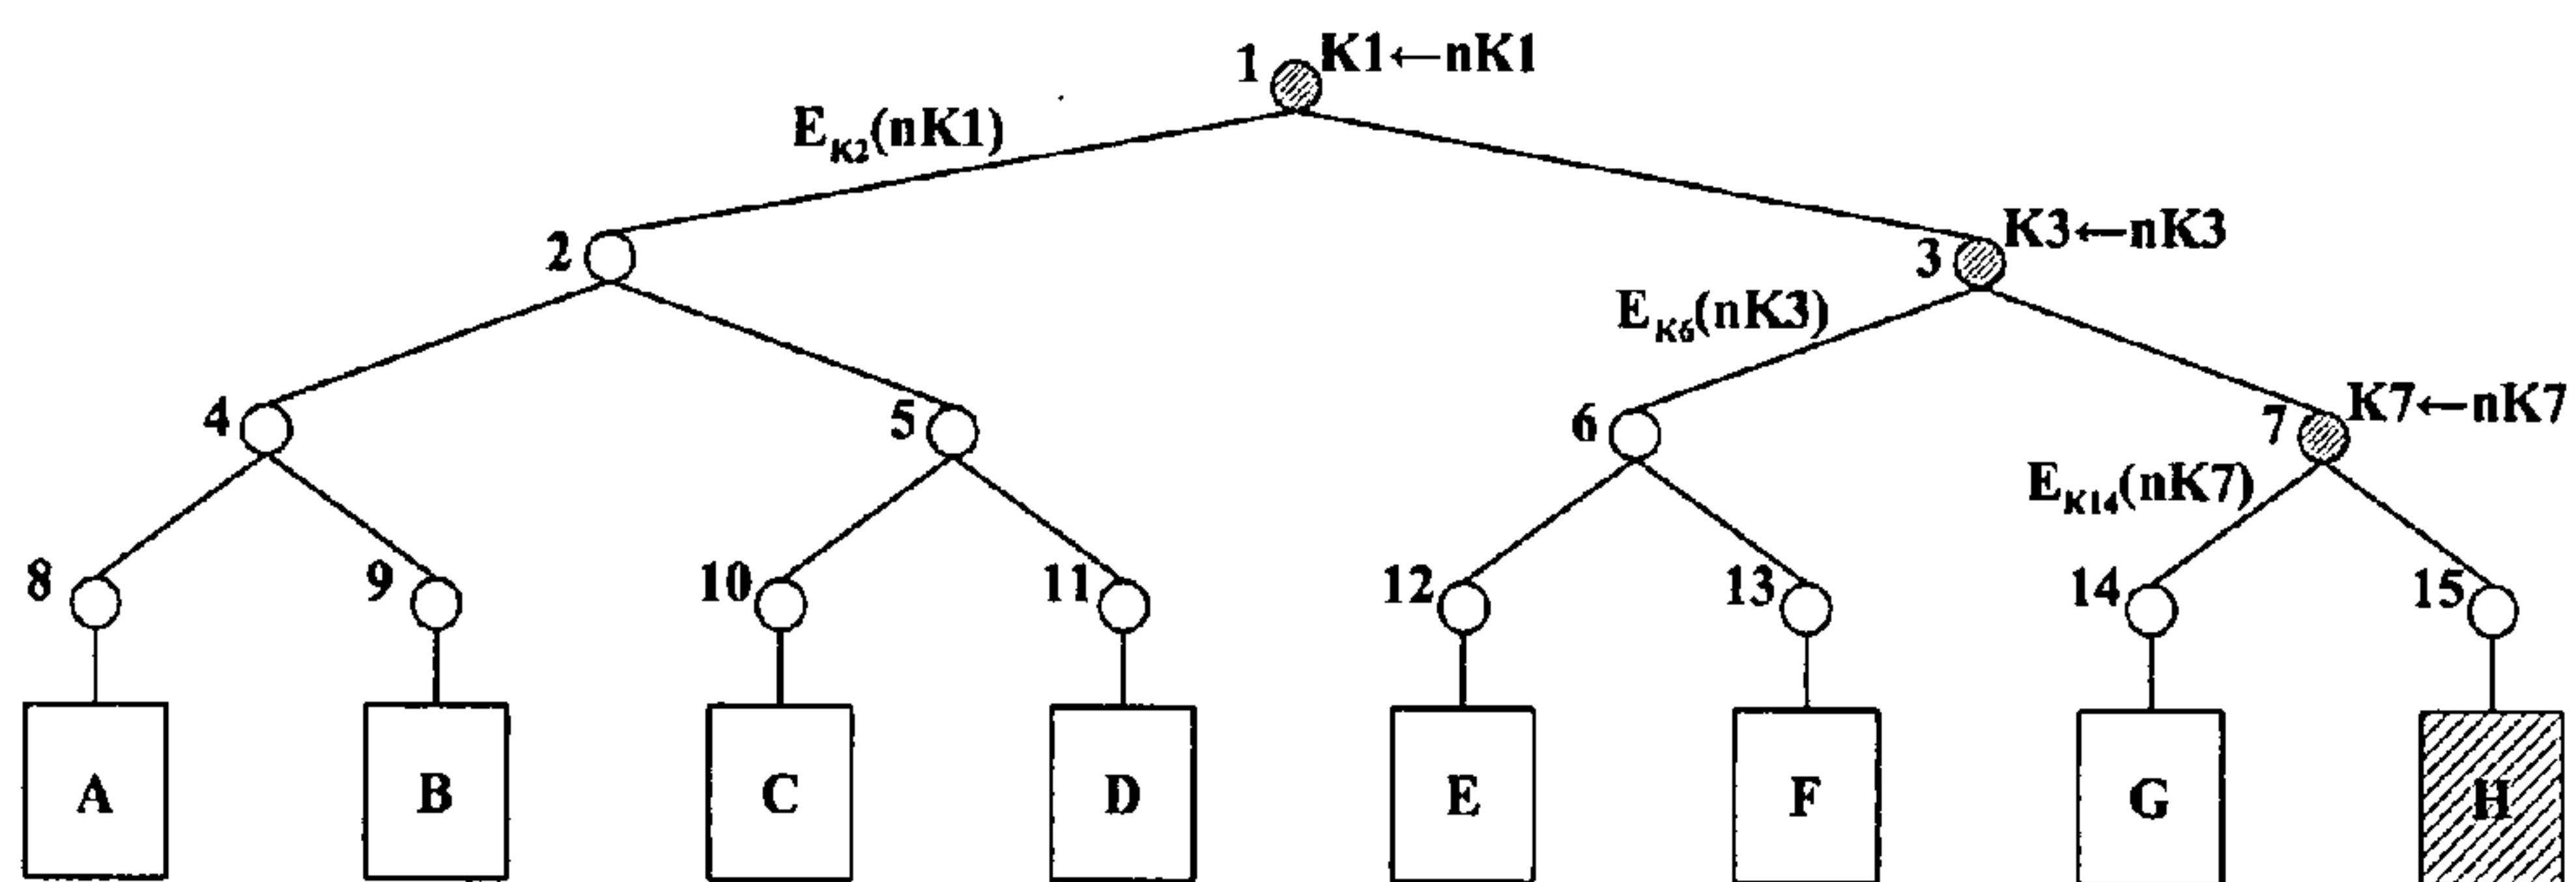 1 K1←nK1
E_K2(nK1)
2
3 K3←nK3
E_K6(nK3)
4
5
6
7 K7←nK7
E_K14(nK7)
8
9
10
11
12
13
14
15
A
B
C
D
E
F
G
H